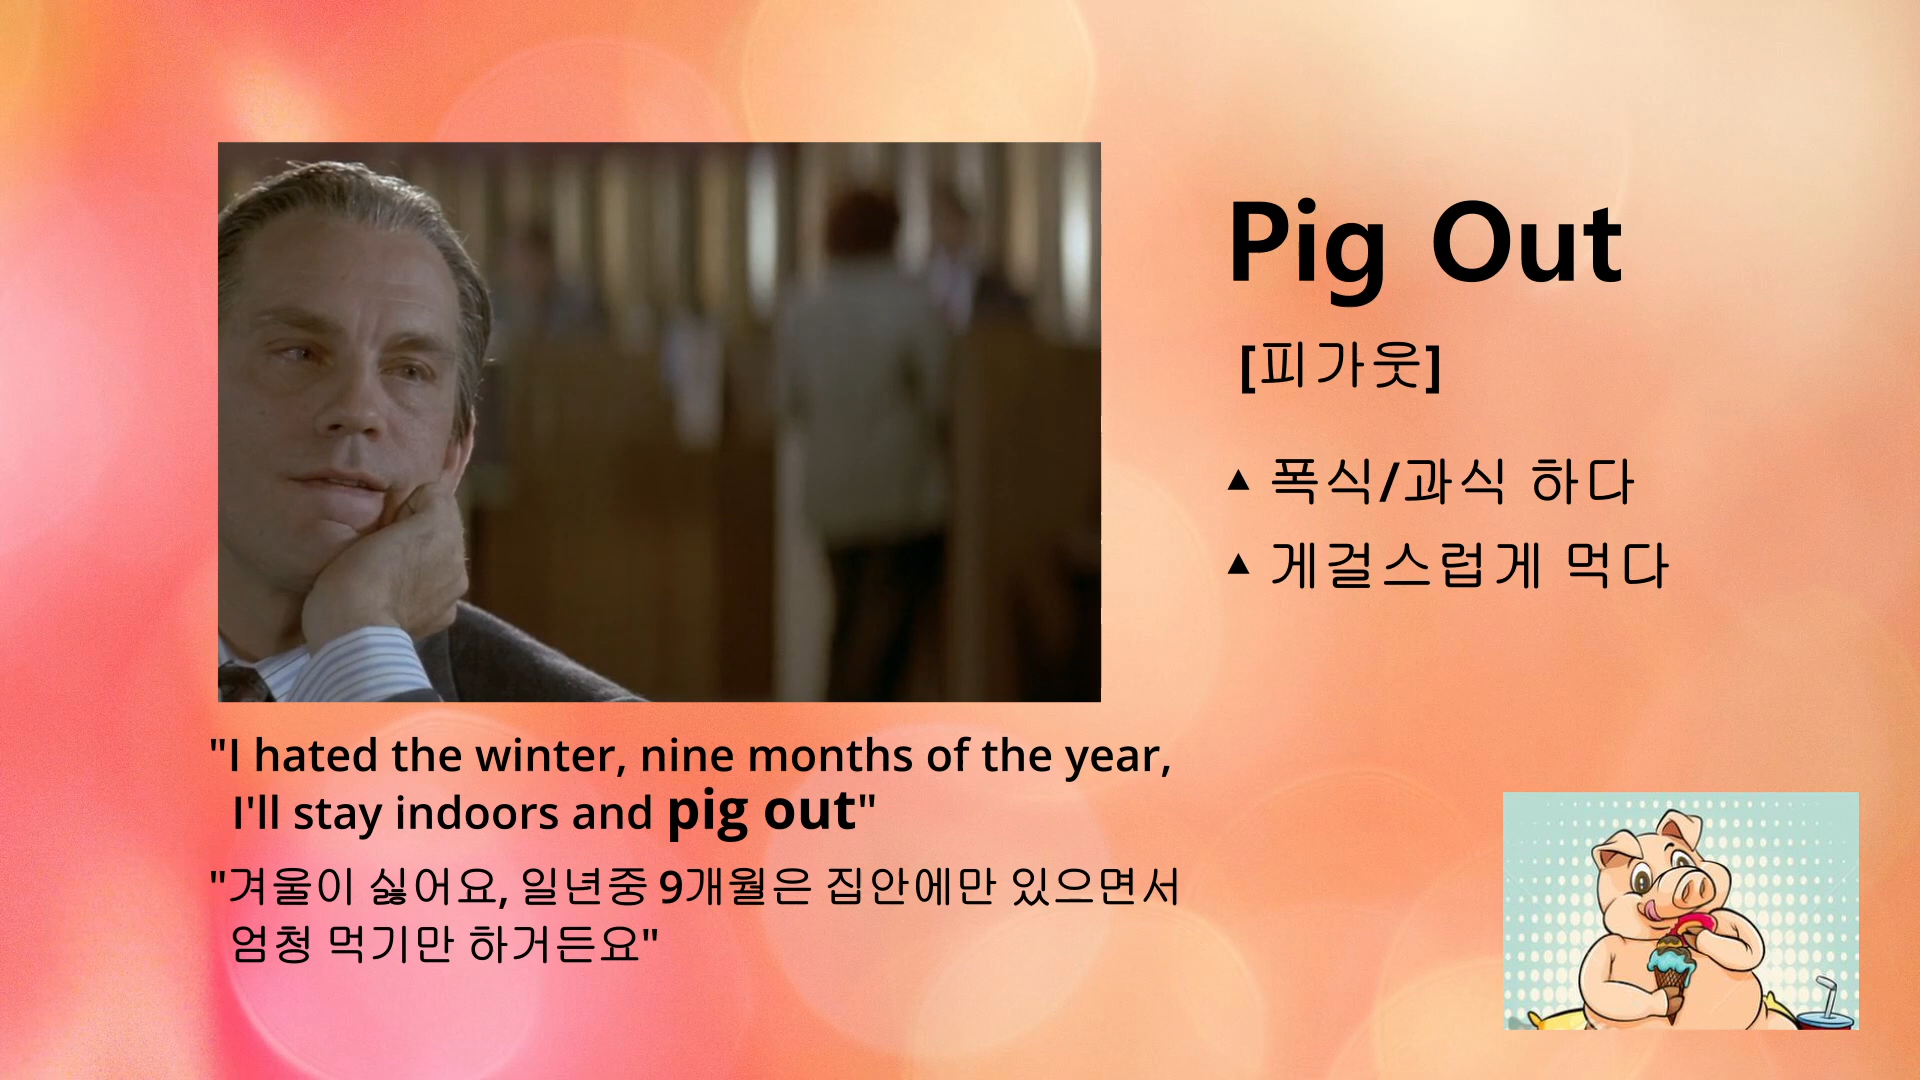 Pig Out
[피가웃]
▲ 폭식/과식 하다
▲ 게걸스럽게 먹다
"I hated the winter, nine months of the year,
I'll stay indoors and pig out"
"겨울이 싫어요, 일년중 9개월은 집안에만 있으면서
엄청 먹기만 하거든요"